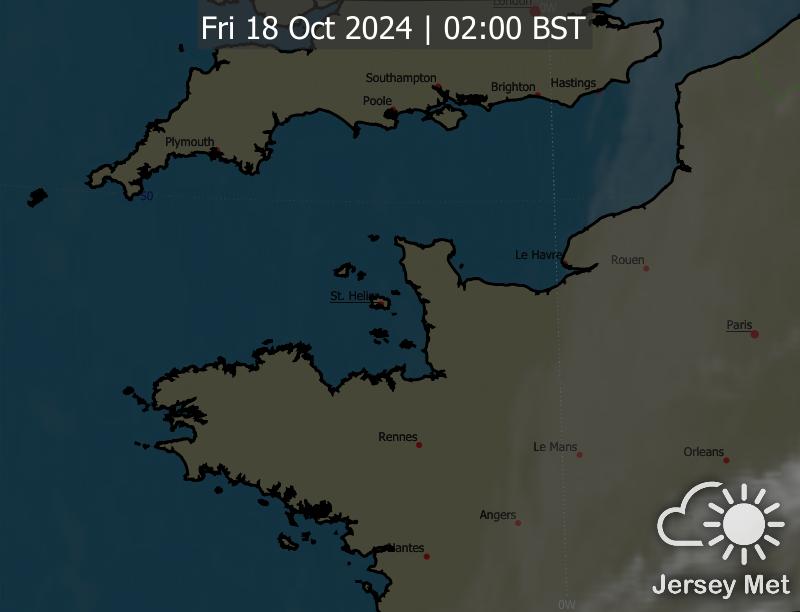 London
0W
Fri 18 Oct 2024 | 02:00 BST
Southampton
Brighton
Hastings
Poole
Plymouth
50
Le Havre
Rouen
St. Helier
Paris
Rennes
Le Mans
Orleans
Angers
Nantes
Jersey Met
0W